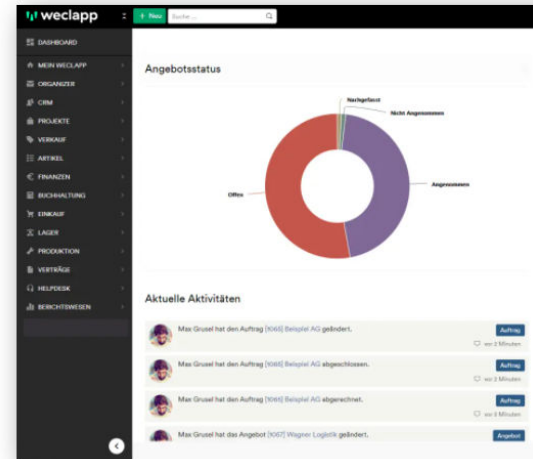 weclapp
+ Neu
Suche ...
DASHBOARD
MEIN WECLAPP
ORGANIZER
CRM
PROJEKTE
VERKAUF
ARTIKEL
FINANZEN
BUCHHALTUNG
EINKAUF
LAGER
PRODUKTION
VERTRÄGE
HELPDESK
BERICHTSWESEN
Angebotsstatus
Nachgefasst
Nicht Angenommen
Angenommen
Offen
Aktuelle Aktivitäten
Max Grusel hat den Auftrag [1065] Beispiel AG geändert.
Auftrag
vor 2 Minuten
Max Grusel hat den Auftrag [1065] Beispiel AG abgeschlossen.
Auftrag
vor 2 Minuten
Max Grusel hat den Auftrag [1065] Beispiel AG abgerechnet.
Auftrag
vor 2 Minuten
Max Grusel hat das Angebot [1067] Wagner Logistik geändert.
Angebot